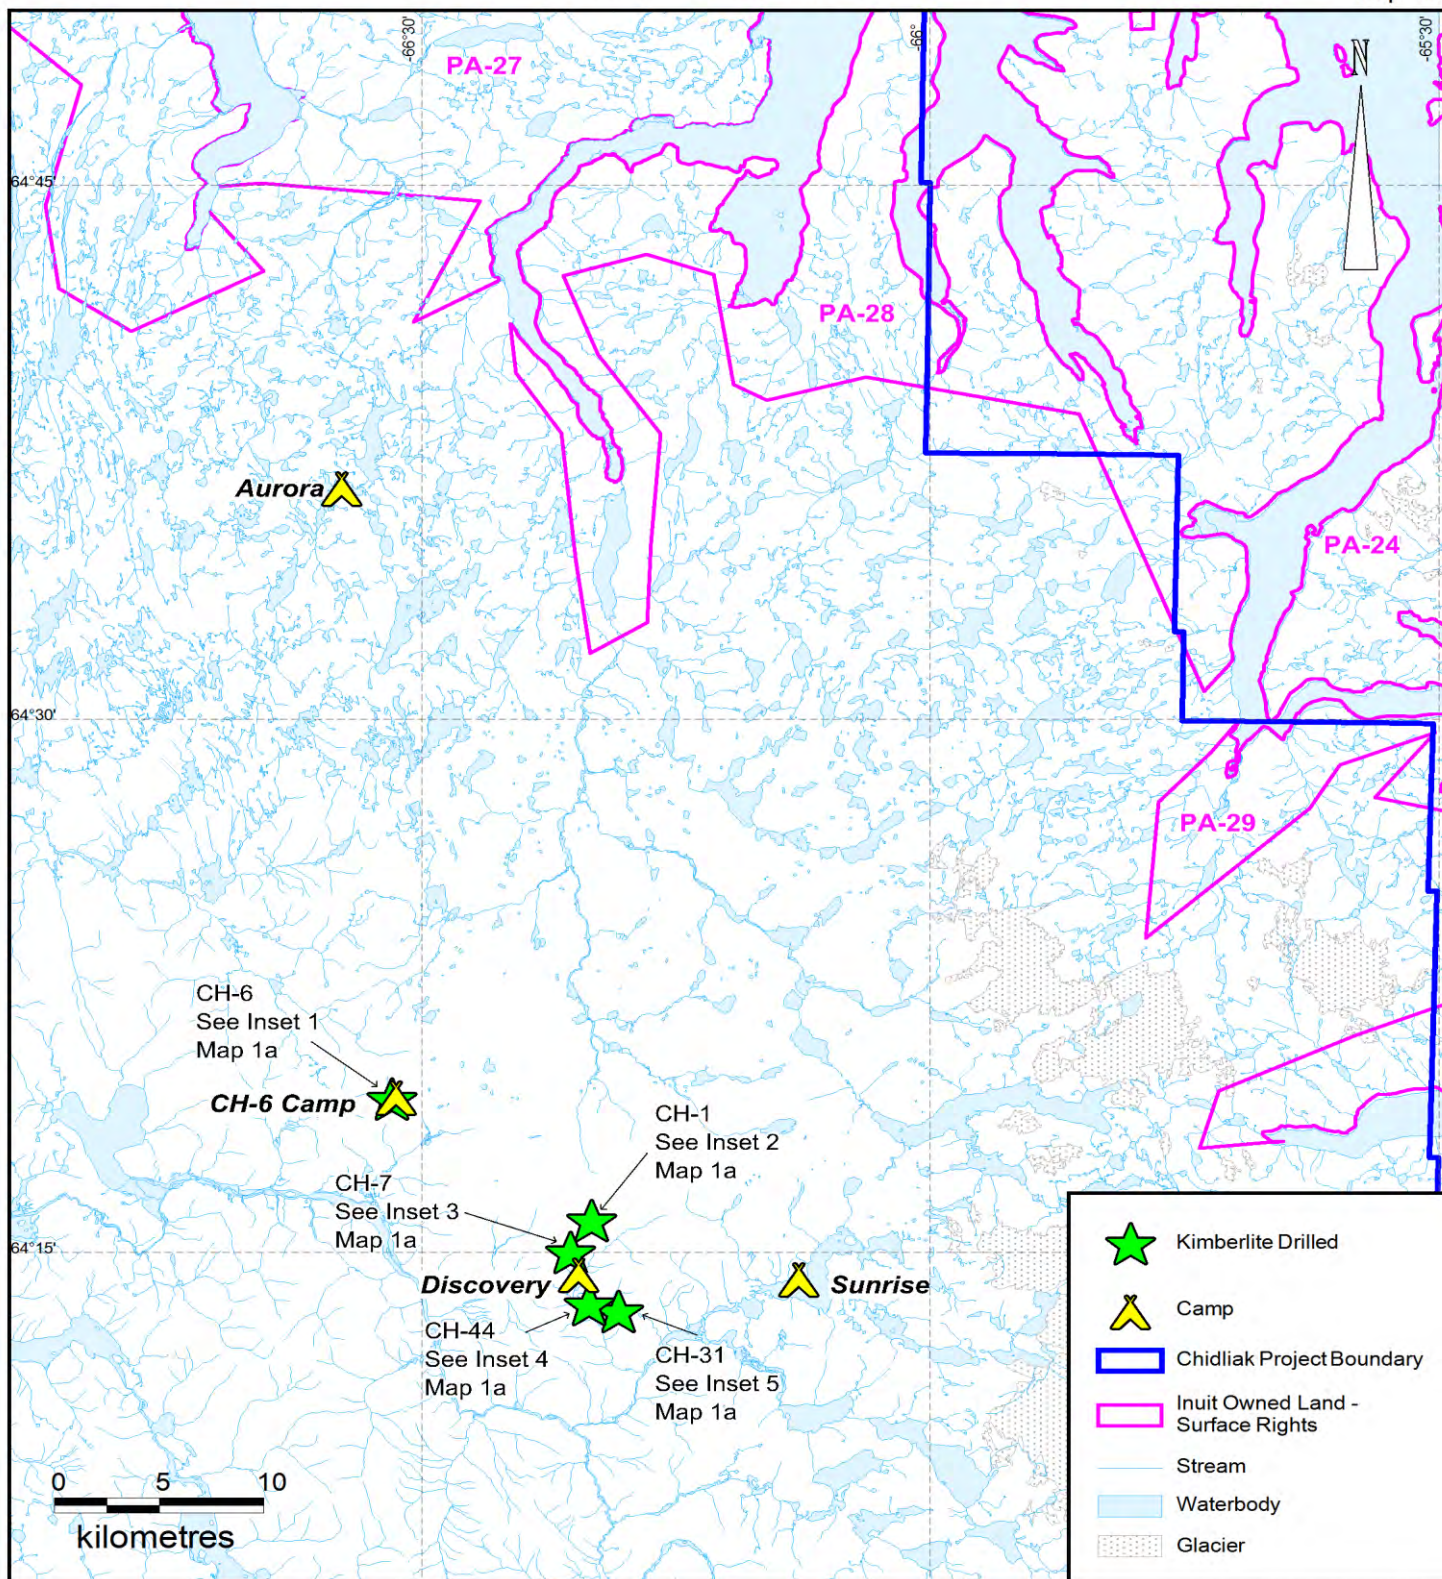 -66°30'
-66°
-65°30'
N
PA-27
64°45'
PA-28
Aurora
PA-24
64°30'
PA-29
CH-6
See Inset 1
Map 1a
CH-6 Camp
CH-1
See Inset 2
Map 1a
CH-7
See Inset 3
Map 1a
64°15'
Discovery
Sunrise
CH-44
See Inset 4
Map 1a
CH-31
See Inset 5
Map 1a
Kimberlite Drilled
Camp
Chidliak Project Boundary
Inuit Owned Land -
Surface Rights
Stream
Waterbody
Glacier
0 5 10
kilometres